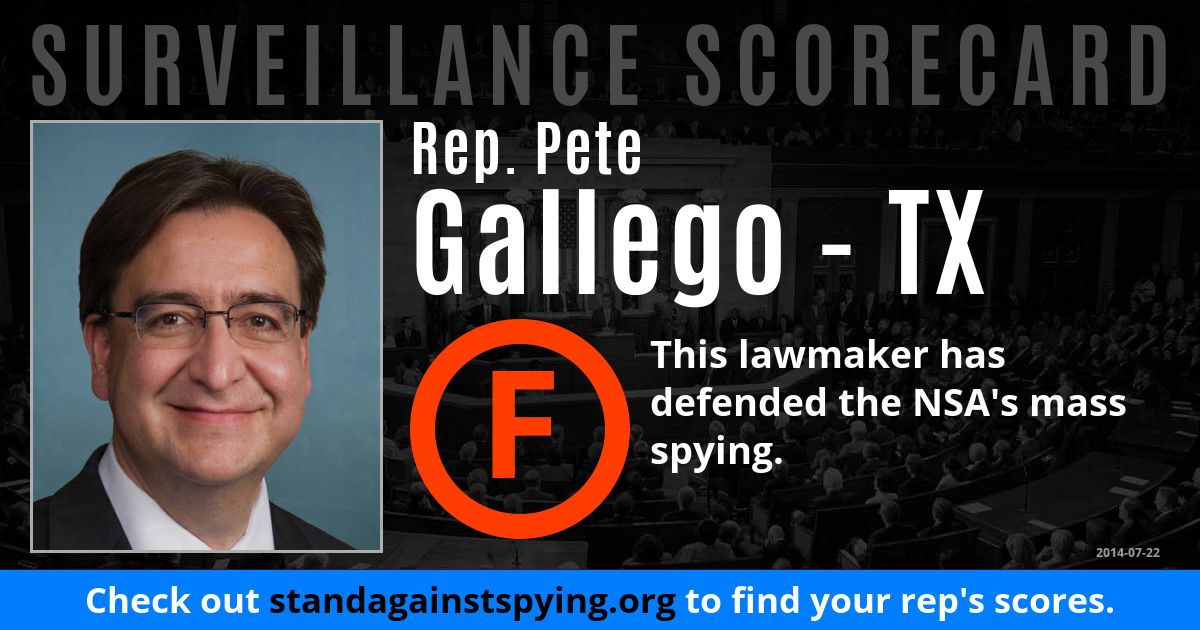 SURVEILLANCE SCORECARD
Rep. Pete
Gallego - TX
F
This lawmaker has
defended the NSA's mass
spying.
2014-07-22
Check out standagainstspying.org to find your rep's scores.